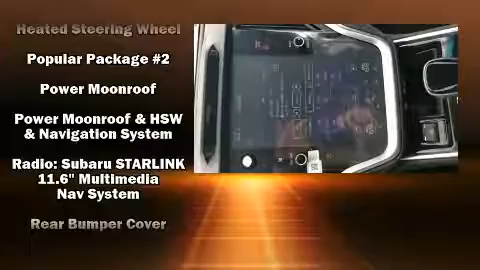 Heated Steering Wheel
Popular Package #2
Power Moonroof
Power Moonroof & HSW
& Navigation System
Radio: Subaru STARLINK
11.6" Multimedia
Nav System
Rear Bumper Cover